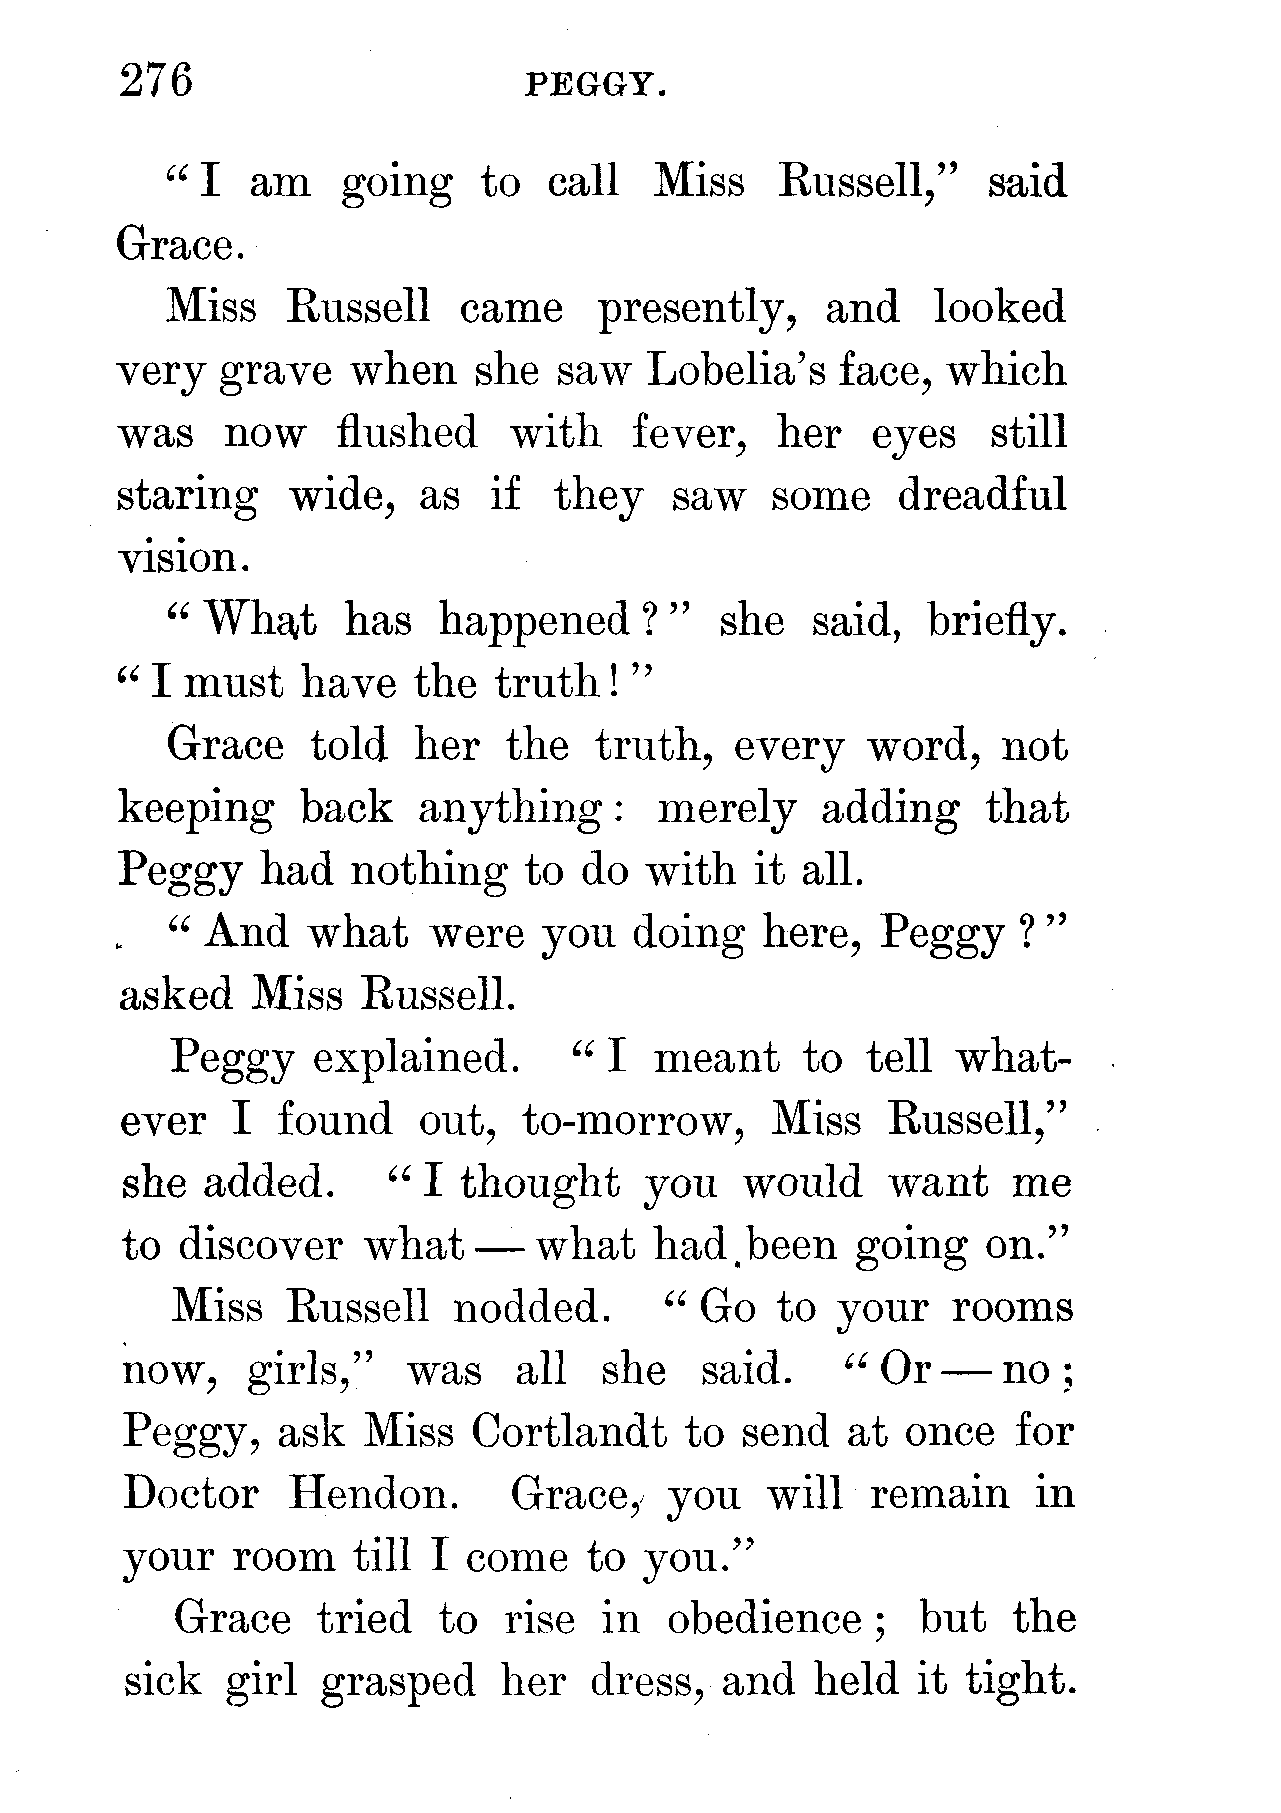 276 PEGGY.
“I am going to call Miss Russell,” said
Grace.
Miss Russell came presently, and looked
very grave when she saw Lobelia’s face, which
was now flushed with fever, her eyes still
staring wide, as if they saw some dreadful
vision.
“What has happened?” she said, briefly.
“I must have the truth!”
Grace told her the truth, every word, not
keeping back anything: merely adding that
Peggy had nothing to do with it all.
“And what were you doing here, Peggy?”
asked Miss Russell.
Peggy explained. “I meant to tell what-
ever I found out, to-morrow, Miss Russell,”
she added. “I thought you would want me
to discover what — what had been going on.”
Miss Russell nodded. “Go to your rooms
now, girls,” was all she said. “Or — no;
Peggy, ask Miss Cortlandt to send at once for
Doctor Hendon. Grace, you will remain in
your room till I come to you.”
Grace tried to rise in obedience; but the
sick girl grasped her dress, and held it tight.